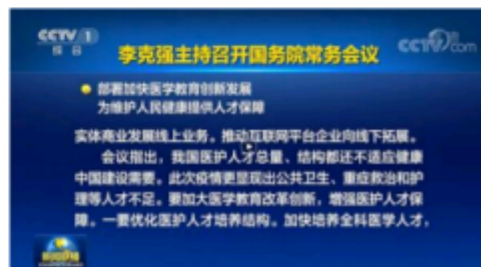 CCTV 1
综合
李克强主持召开国务院常务会议
CCTV.com
部署加快医学教育创新发展
为维护人民健康提供人才保障
实体商业发展线上业务，推动互联网平台企业向线下拓展。
会议指出，我国医护人才总量、结构都还不适应健康
中国建设需要。此次疫情更显现出公共卫生、重症救治和护
理等人才不足。要加大医学教育改革创新，增强医护人才保
障。一要优化医护人才培养结构。加快培养全科医学人才，
新闻联播